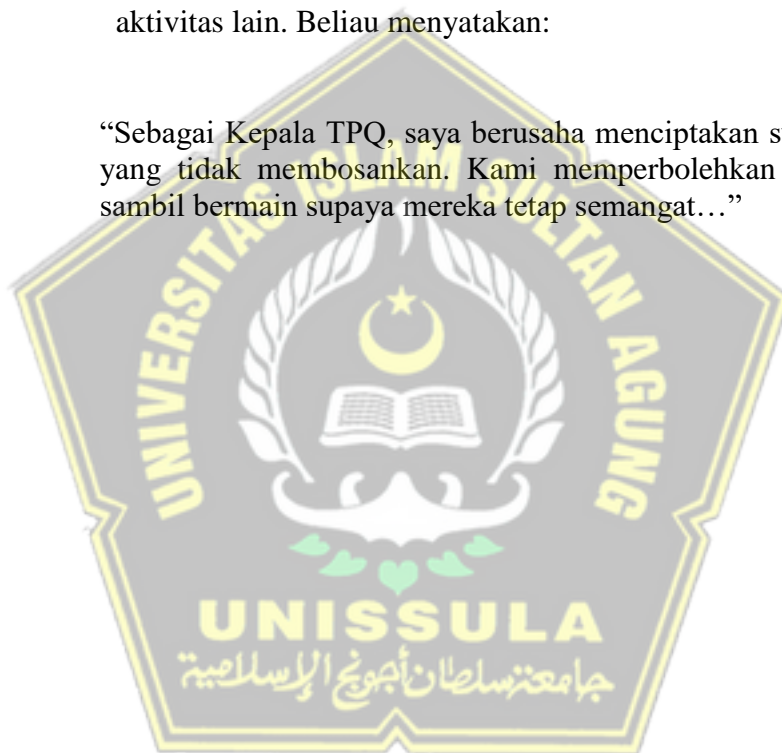 aktivitas lain. Beliau menyatakan:
“Sebagai Kepala TPQ, saya berusaha menciptakan s
yang tidak membosankan. Kami memperbolehkan
sambil bermain supaya mereka tetap semangat…”
UNIVERSITAS ISLAM SULTAN AGUNG
UNISSULA
جامعة سلطان أجونج الإسلامية